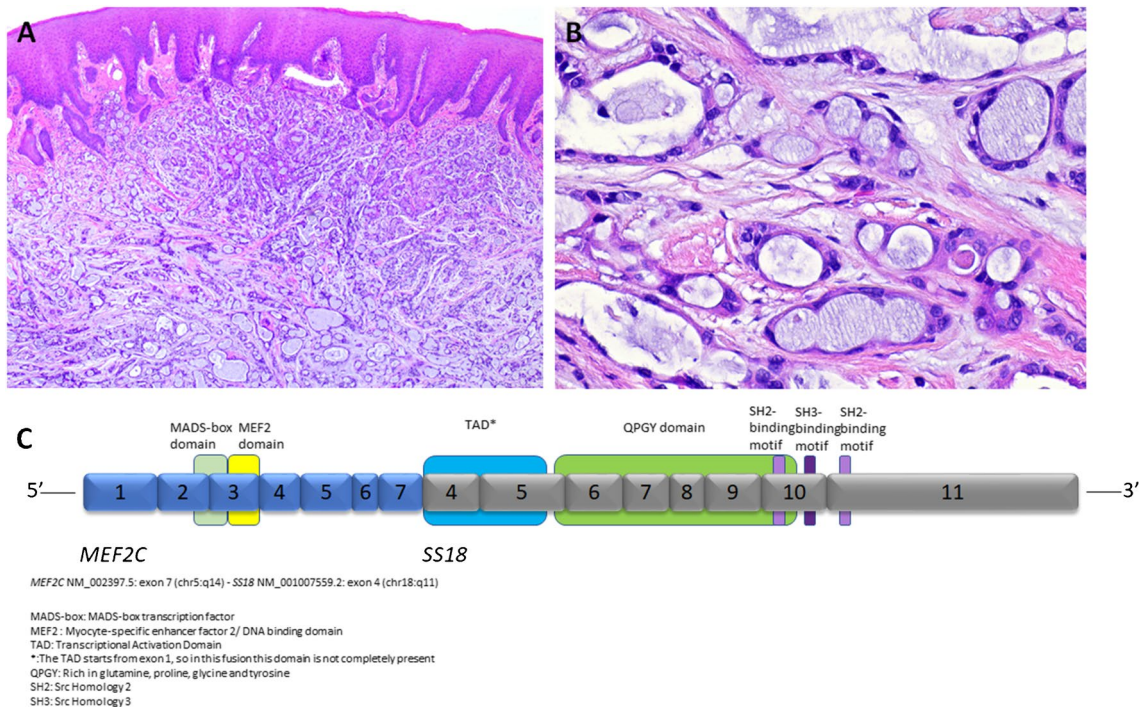 A
B
C
MADS-box domain
MEF2 domain
TAD*
QPGY domain
SH2-binding motif
SH3-binding motif
SH2-binding motif
5’
1
2
3
4
5
6
7
4
5
6
7
8
9
10
11
3’
MEF2C
SS18
MEF2C NM_002397.5: exon 7 (chr5:q14) - SS18 NM_001007559.2: exon 4 (chr18:q11)
MADS-box: MADS-box transcription factor
MEF2 : Myocyte-specific enhancer factor 2/ DNA binding domain
TAD: Transcriptional Activation Domain
*:The TAD starts from exon 1, so in this fusion this domain is not completely present
QPGY: Rich in glutamine, proline, glycine and tyrosine
SH2: Src Homology 2
SH3: Src Homology 3